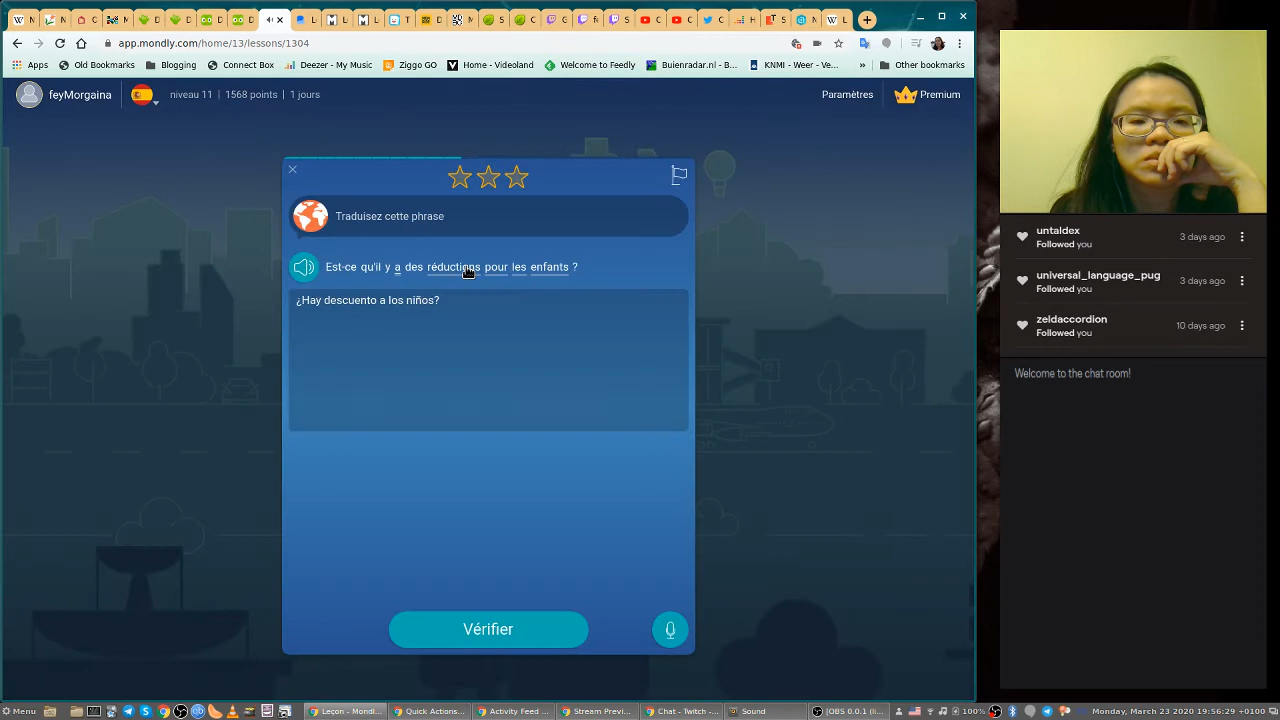 app.mondly.com/home/13/lessons/1304
Apps
Old Bookmarks
Blogging
Connect Box
Deezer - My Music
Ziggo GO
Home - Videoland
Welcome to Feedly
Buienradar.nl - B...
KNMI - Weer - Ve...
»
Other bookmarks
feyMorgaina
niveau 11 | 1568 points | 1 jours
Paramètres
Premium
Traduisez cette phrase
Est-ce qu'il y a des réductions pour les enfants ?
¿Hay descuento a los niños?
Vérifier
untaldex
Followed you
3 days ago
universal_language_pug
Followed you
3 days ago
zeldaccordion
Followed you
10 days ago
Welcome to the chat room!
Menu
Leçon - Mondl...
Quick Actions...
Activity Feed ...
Stream Previ...
Chat - Twitch -...
Sound
[OBS 0.0.1 (li...
100%
Monday, March 23 2020, 19:56:29 +0100